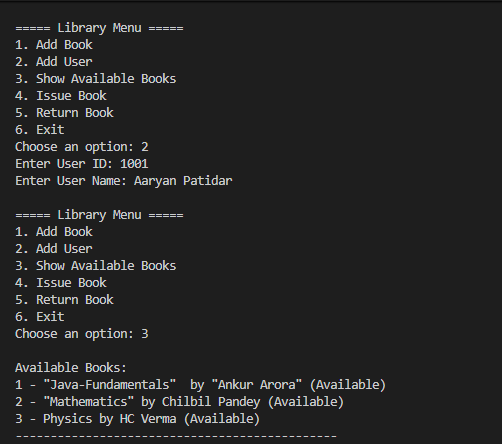 ===== Library Menu =====
1. Add Book
2. Add User
3. Show Available Books
4. Issue Book
5. Return Book
6. Exit
Choose an option: 2
Enter User ID: 1001
Enter User Name: Aaryan Patidar

===== Library Menu =====
1. Add Book
2. Add User
3. Show Available Books
4. Issue Book
5. Return Book
6. Exit
Choose an option: 3

Available Books:
1 - "Java-Fundamentals"  by "Ankur Arora" (Available)
2 - "Mathematics" by Chilbil Pandey (Available)
3 - Physics by HC Verma (Available)
----------------------------------------------